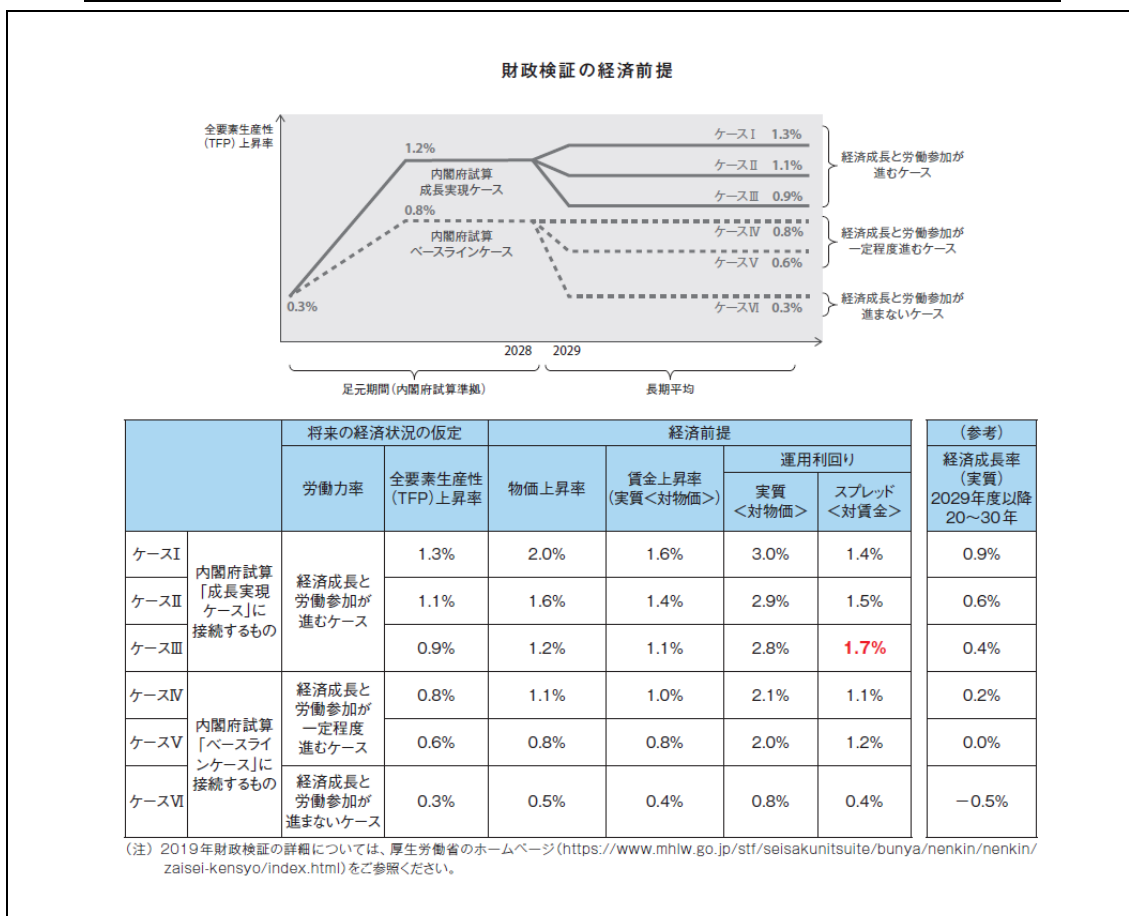 財政検証の経済前提
全要素生産性
(TFP)上昇率
1.2%
内閣府試算
成長実現ケース
0.8%
内閣府試算
ベースラインケース
0.3%
ケースⅠ 1.3%
ケースⅡ 1.1%
ケースⅢ 0.9%
ケースⅣ 0.8%
ケースⅤ 0.6%
ケースⅥ 0.3%
経済成長と労働参加が
進むケース
経済成長と労働参加が
一定程度進むケース
経済成長と労働参加が
進まないケース
2028 2029
足元期間(内閣府試算準拠)
長期平均
将来の経済状況の仮定 経済前提 (参考)
労働力率
全要素生産性
(TFP)上昇率
物価上昇率
賃金上昇率
(実質<対物価>)
運用利回り
実質
<対物価>
スプレッド
<対賃金>
経済成長率
(実質)
2029年度以降
20~30年
内閣府試算
「成長実現
ケース」に
接続するもの
経済成長と
労働参加が
進むケース
ケースⅠ 1.3% 2.0% 1.6% 3.0% 1.4% 0.9%
ケースⅡ 1.1% 1.6% 1.4% 2.9% 1.5% 0.6%
ケースⅢ 0.9% 1.2% 1.1% 2.8% 1.7% 0.4%
内閣府試算
「ベースライ
ンケース」に
接続するもの
経済成長と
労働参加が
一定程度
進むケース
ケースⅣ 0.8% 1.1% 1.0% 2.1% 1.1% 0.2%
ケースⅤ 0.6% 0.8% 0.8% 2.0% 1.2% 0.0%
経済成長と
労働参加が
進まないケース
ケースⅥ 0.3% 0.5% 0.4% 0.8% 0.4% −0.5%
(注) 2019年財政検証の詳細については、厚生労働省のホームページ(https://www.mhlw.go.jp/stf/seisakunitsuite/bunya/nenkin/nenkin/
zaisei-kensyo/index.html)をご参照ください。